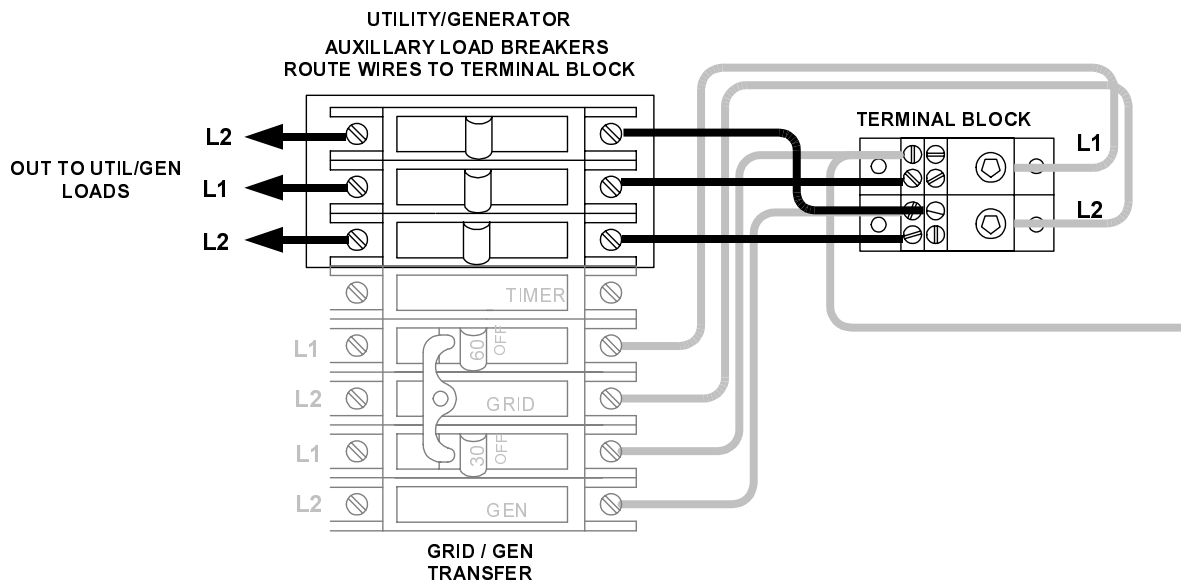 UTILITY/GENERATOR
AUXILLARY LOAD BREAKERS
ROUTE WIRES TO TERMINAL BLOCK
TERMINAL BLOCK
L2
L1
OUT TO UTIL/GEN
LOADS
L1
L2
L2
TIMER
L1
60
OFF
L2
GRID
L1
30
OFF
L2
GEN
GRID / GEN
TRANSFER